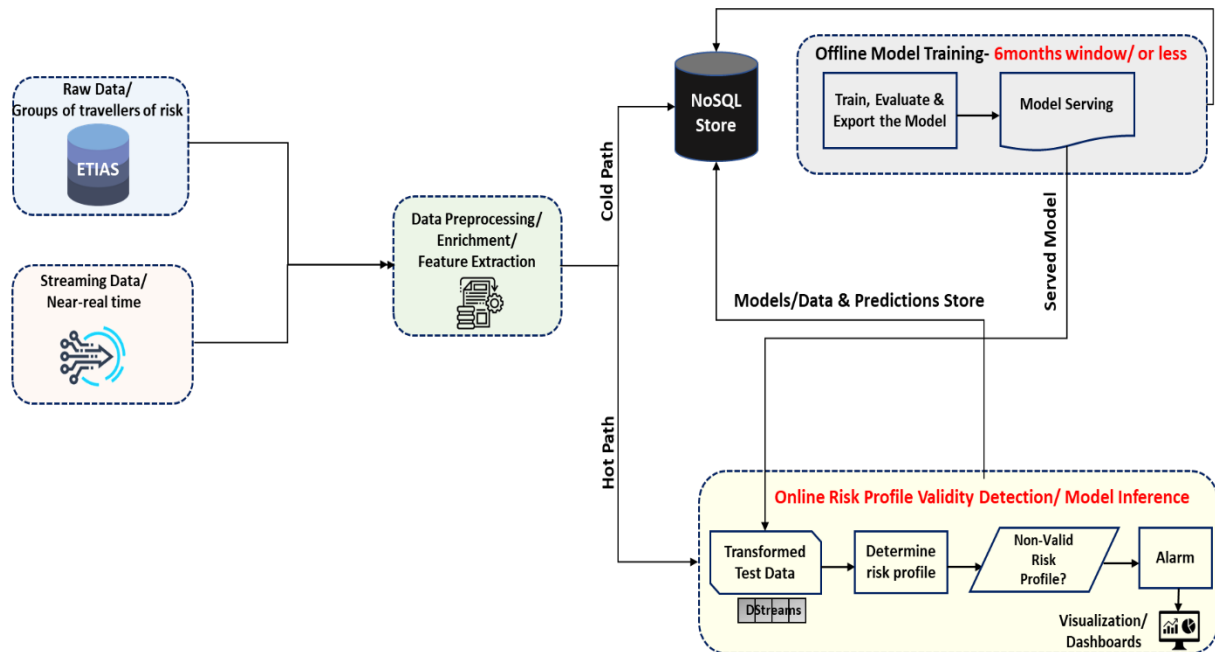 Raw Data/
Groups of travellers of risk
ETIAS
Streaming Data/
Near-real time
Data Preprocessing/
Enrichment/
Feature Extraction
Cold Path
Hot Path
NoSQL
Store
Offline Model Training- 6months window/ or less
Train, Evaluate &
Export the Model
Model Serving
Served Model
Models/Data & Predictions Store
Online Risk Profile Validity Detection/ Model Inference
Transformed
Test Data
DStreams
Determine
risk profile
Non-Valid
Risk
Profile?
Alarm
Visualization/
Dashboards